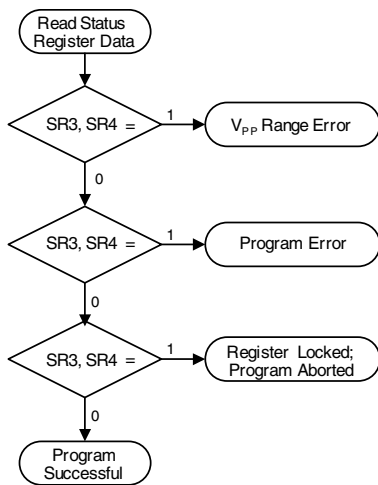 Read Status
Register Data
SR3, SR4 =
1
V_PP Range Error
0
SR3, SR4 =
1
Program Error
0
SR3, SR4 =
1
Register Locked;
Program Aborted
0
Program
Successful